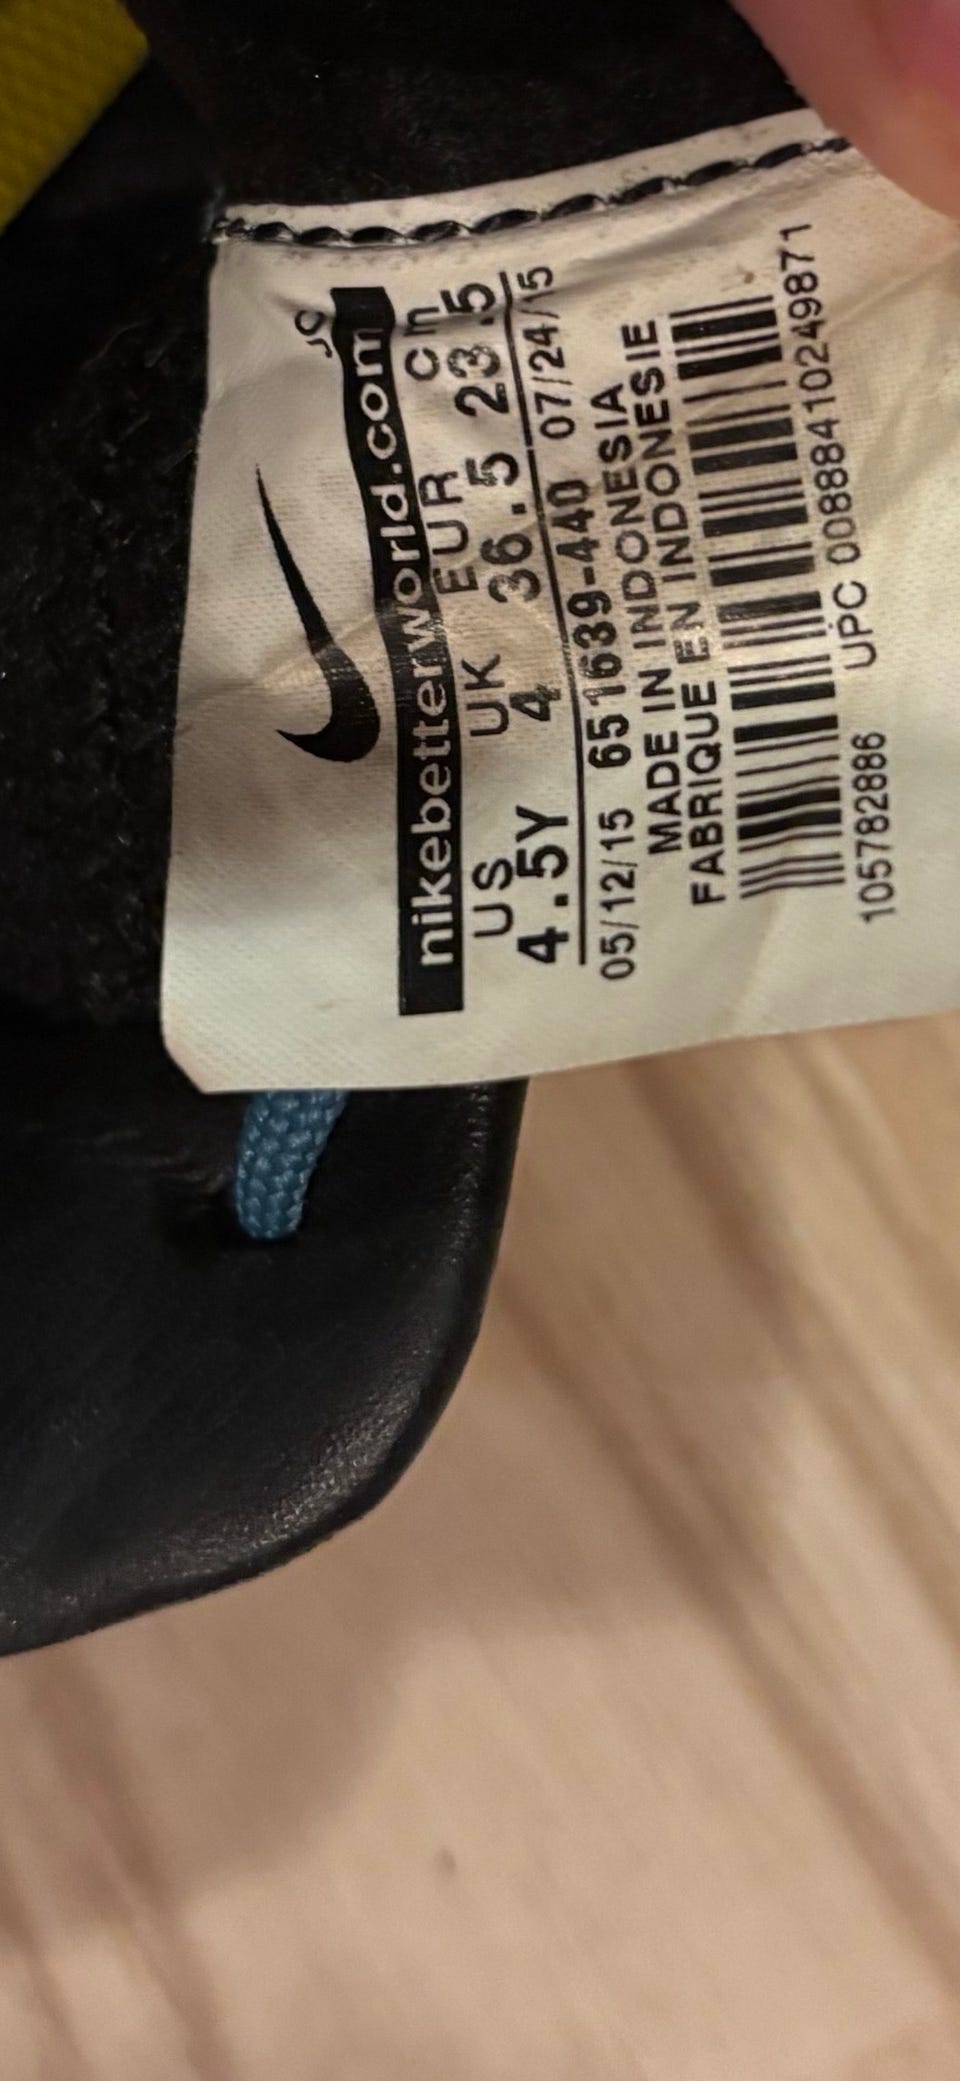 JC
nikebetterworld.com
US UK EUR cm
4.5Y 4 36.5 23.5
05/12/15 651639-440 07/24/15
MADE IN INDONESIA
FABRIQUE EN INDONESIE
105782886 UPC 00888410249871